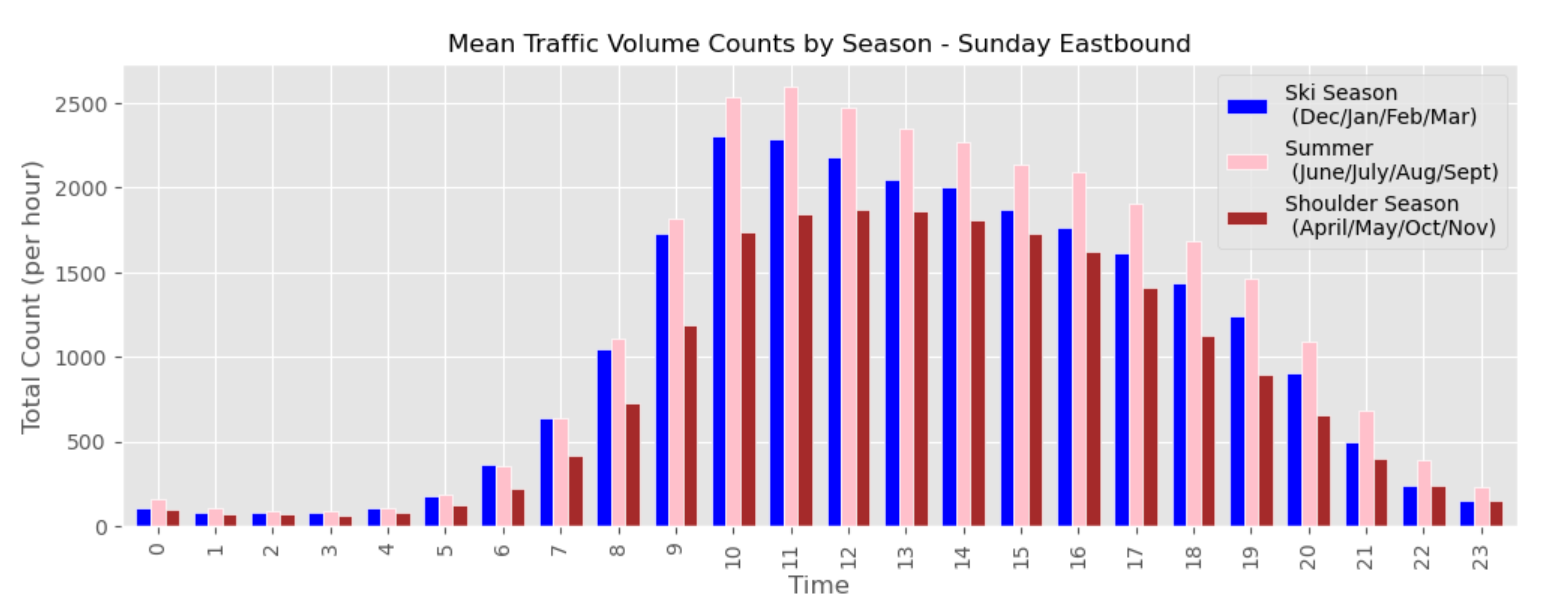 Mean Traffic Volume Counts by Season - Sunday Eastbound
Total Count (per hour)
2500
2000
1500
1000
500
0
Ski Season
(Dec/Jan/Feb/Mar)
Summer
(June/July/Aug/Sept)
Shoulder Season
(April/May/Oct/Nov)
0 1 2 3 4 5 6 7 8 9 10 11 12 13 14 15 16 17 18 19 20 21 22 23
Time